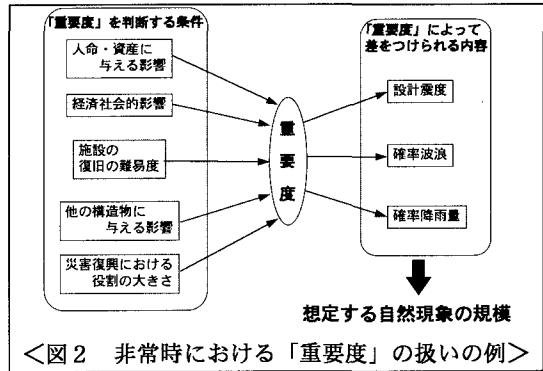 「重要度」を判断する条件
人命・資産に
与える影響
経済社会的影響
施設の
復旧の難易度
他の構造物に
与える影響
災害復興における
役割の大きさ
重
要
度
「重要度」によって
差をつけられる内容
設計震度
確率波浪
確率降雨量
想定する自然現象の規模
＜図２　非常時における「重要度」の扱いの例＞